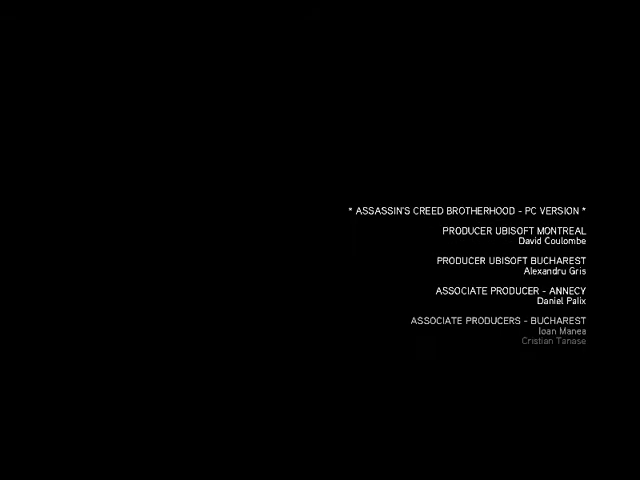 * ASSASSIN'S CREED BROTHERHOOD - PC VERSION *
PRODUCER UBISOFT MONTREAL
David Coulombe
PRODUCER UBISOFT BUCHAREST
Alexandru Gris
ASSOCIATE PRODUCER - ANNECY
Daniel Palix
ASSOCIATE PRODUCERS - BUCHAREST
Ioan Manea
Cristian Tanase